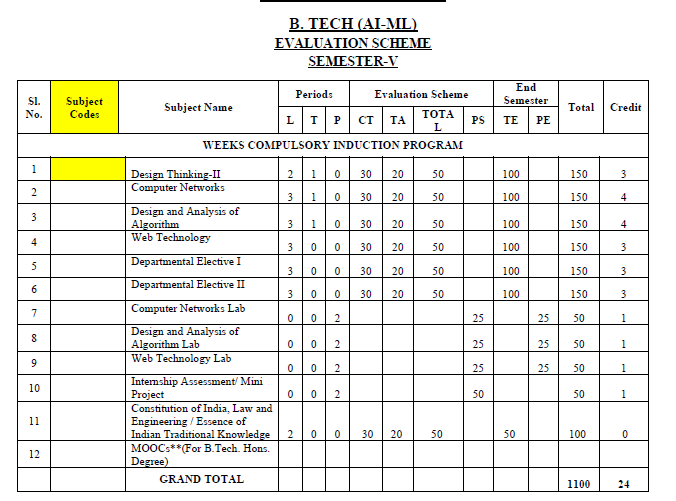 B. TECH (AI-ML)
EVALUATION SCHEME
SEMESTER-V
Sl. No. Subject Codes Subject Name Periods Evaluation Scheme End Semester Total Credit
L T P CT TA TOTAL PS TE PE
WEEKS COMPULSORY INDUCTION PROGRAM
1 Design Thinking-II 2 1 0 30 20 50 100 150 3
2 Computer Networks 3 1 0 30 20 50 100 150 4
3 Design and Analysis of
Algorithm 3 1 0 30 20 50 100 150 4
4 Web Technology 3 0 0 30 20 50 100 150 3
5 Departmental Elective I 3 0 0 30 20 50 100 150 3
6 Departmental Elective II 3 0 0 30 20 50 100 150 3
7 Computer Networks Lab 0 0 2 25 25 50 1
8 Design and Analysis of
Algorithm Lab 0 0 2 25 25 50 1
9 Web Technology Lab 0 0 2 25 25 50 1
10 Internship Assessment/ Mini
Project 0 0 2 50 50 1
11 Constitution of India, Law and
Engineering / Essence of
Indian Traditional Knowledge 2 0 0 30 20 50 50 100 0
12 MOOCs**(For B.Tech. Hons.
Degree)
GRAND TOTAL 1100 24